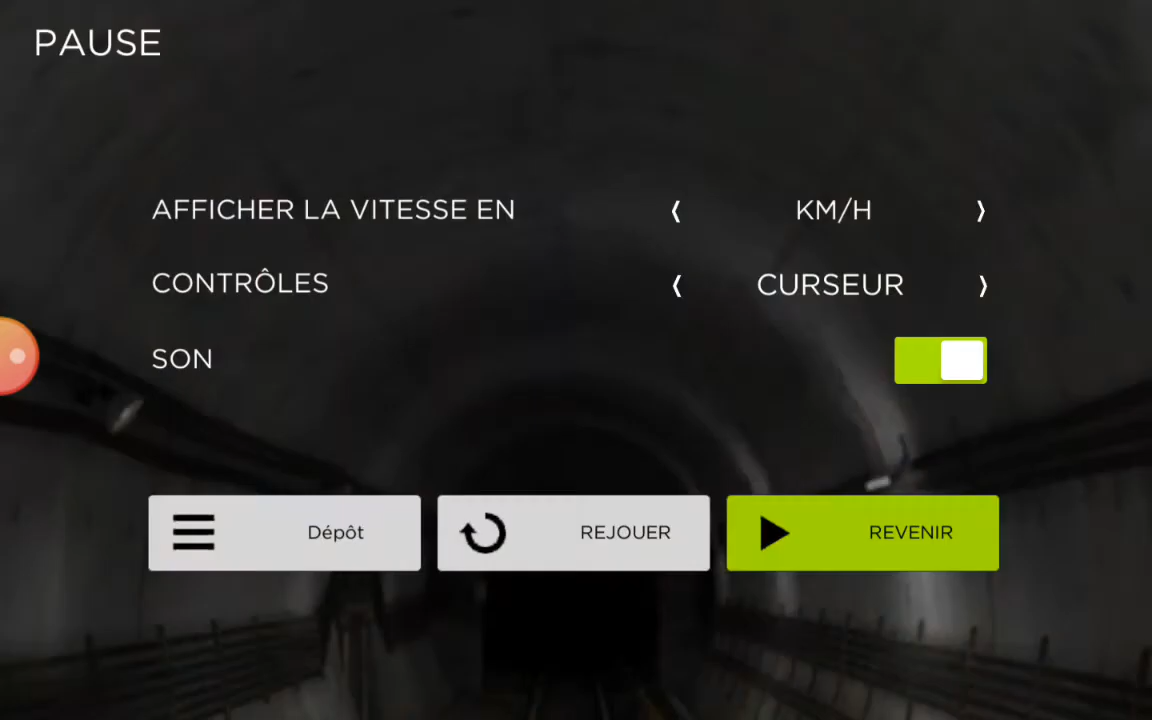 PAUSE
AFFICHER LA VITESSE EN
KM/H
CONTRÔLES
CURSEUR
SON
Dépôt
REJOUER
REVENIR